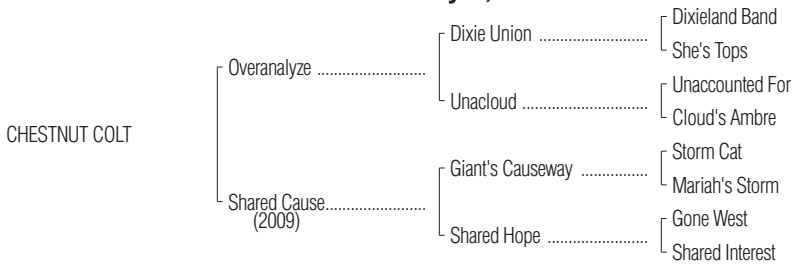 Dixieland Band
Dixie Union ..........................
She's Tops
Overanalyze ..........................
Unaccounted For
Unacloud ..............................
Cloud's Ambre
CHESTNUT COLT
Storm Cat
Giant's Causeway ................
Mariah's Storm
Shared Cause........................
(2009)
Gone West
Shared Hope ........................
Shared Interest